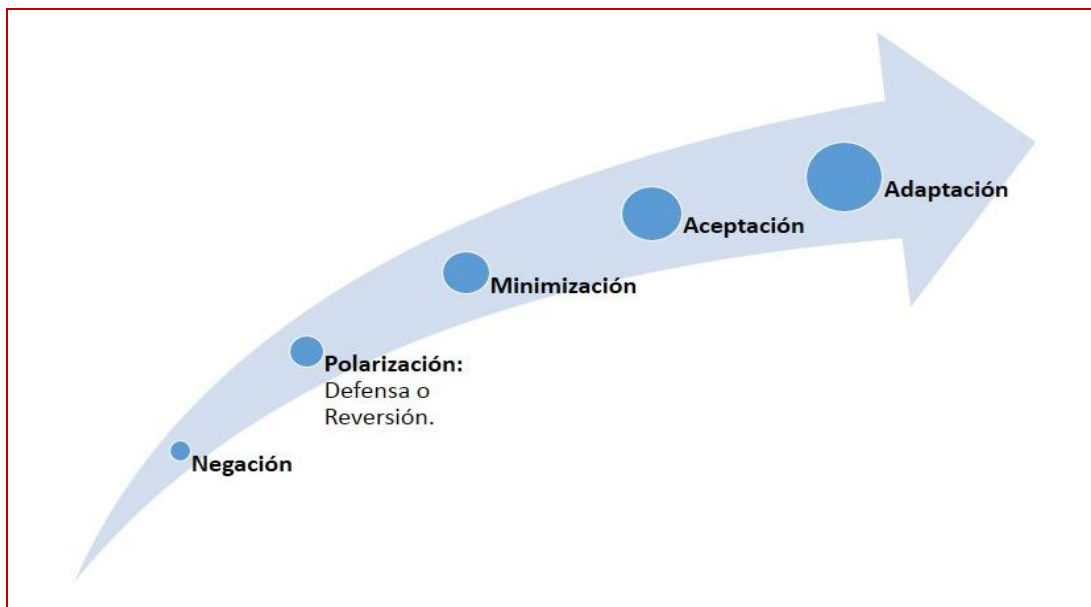 Adaptación
Aceptación
Minimización
Polarización:
Defensa o
Reversión.
Negación